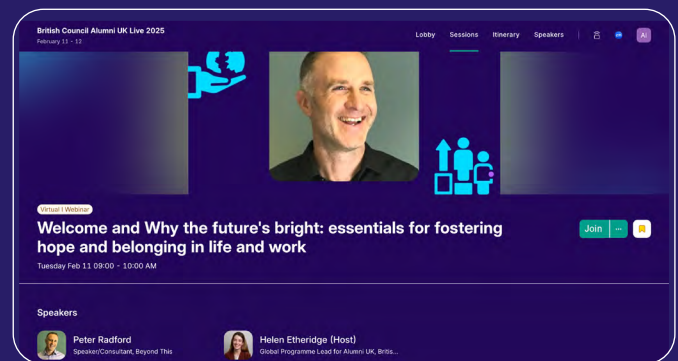 British Council Alumni UK Live 2025
February 11 - 12
Lobby Sessions Itinerary Speakers Ai
Virtual I Webinar
Welcome and Why the future's bright: essentials for fostering
hope and belonging in life and work
Join ...
Tuesday Feb 11 09:00 - 10:00 AM
Speakers
Peter Radford
Speaker/Consultant, Beyond This
Helen Etheridge (Host)
Global Programme Lead for Alumni UK, Britis...